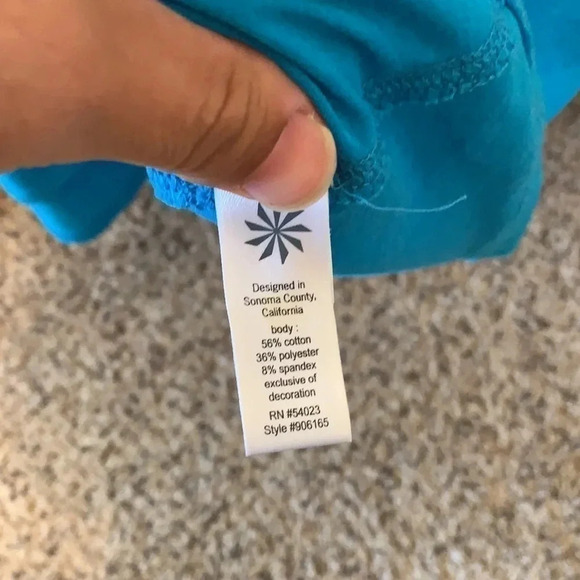 Designed in
Sonoma County,
California
body :
56% cotton
36% polyester
8% spandex
exclusive of
decoration
RN #54023
Style #906165